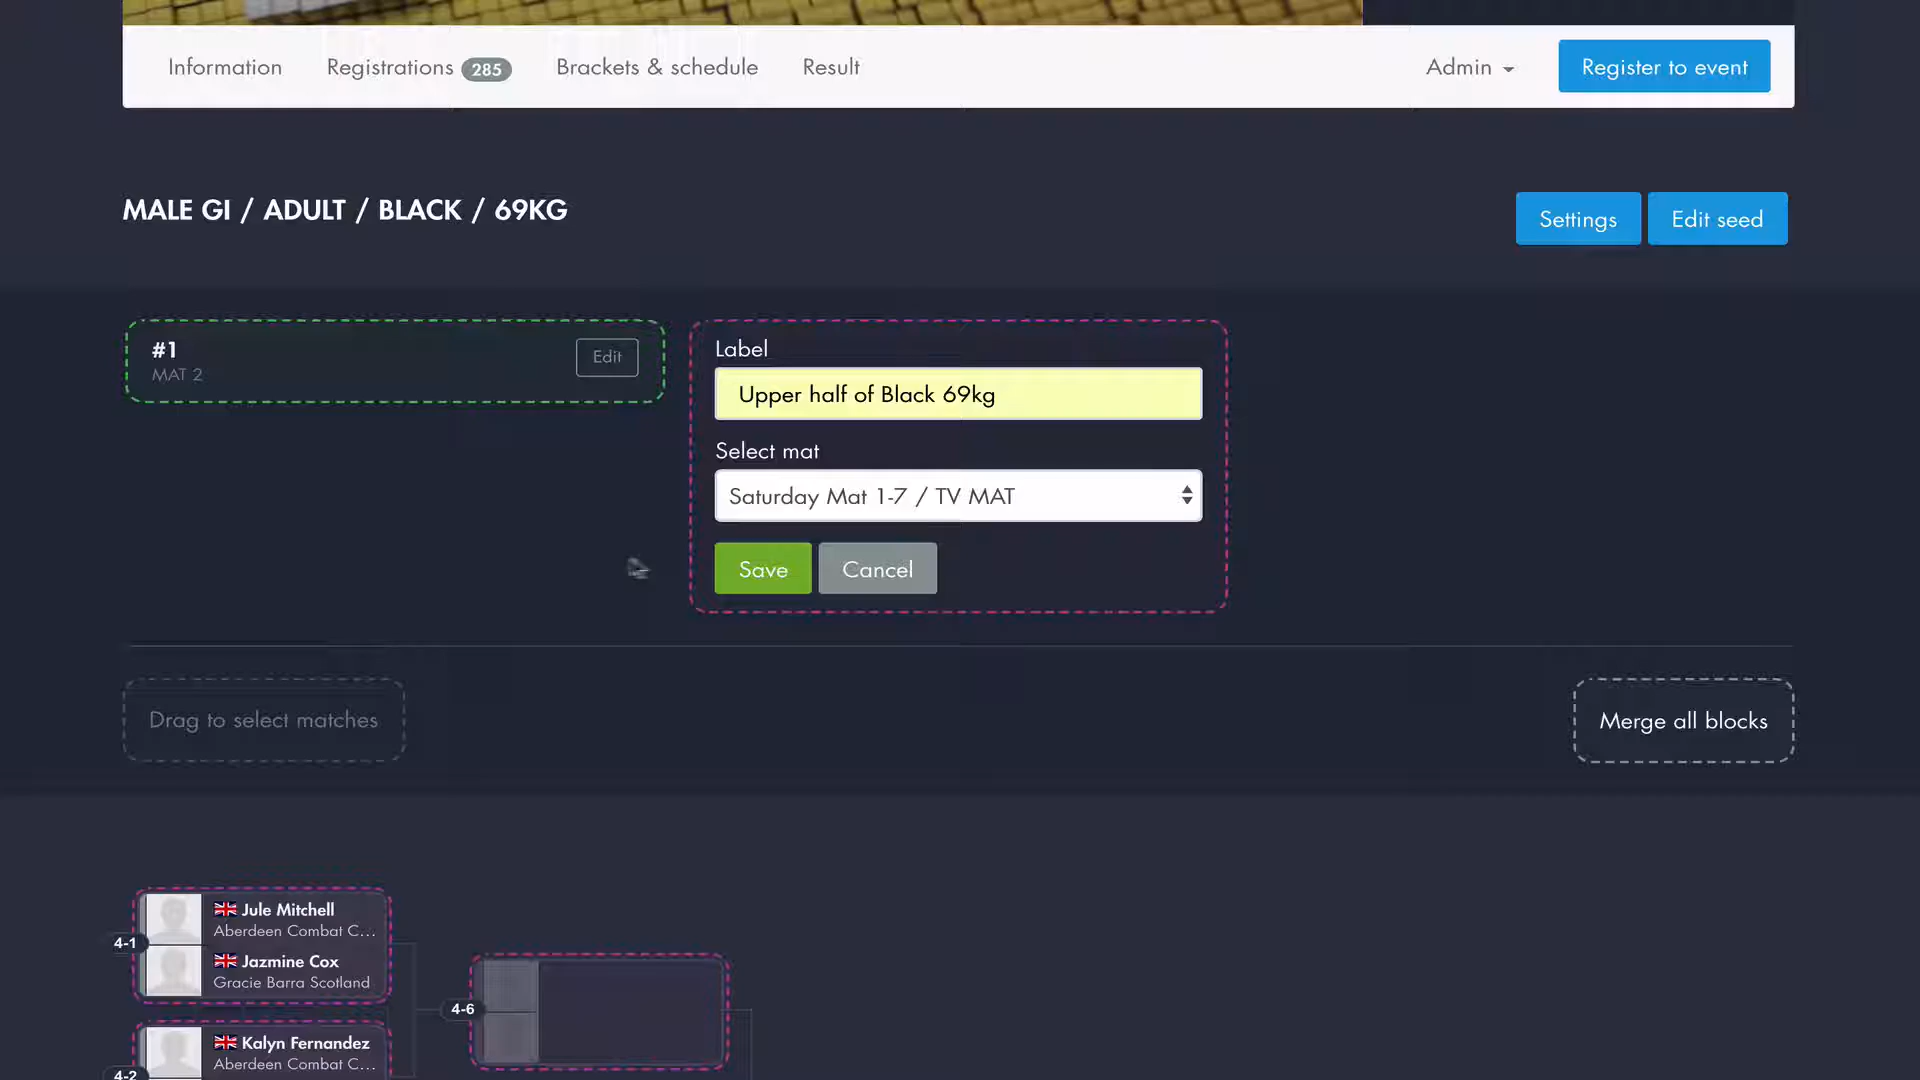 Information
Registrations 285
Brackets & schedule
Result
Admin
Register to event
MALE GI / ADULT / BLACK / 69KG
Settings
Edit seed
#1
MAT 2
Edit
Label
Upper half of Black 69kg
Select mat
Saturday Mat 1-7 / TV MAT
Save
Cancel
Drag to select matches
Merge all blocks
Jule Mitchell
Aberdeen Combat C...
4-1
Jazmine Cox
Gracie Barra Scotland
4-6
Kalyn Fernandez
Aberdeen Combat C...
4-2